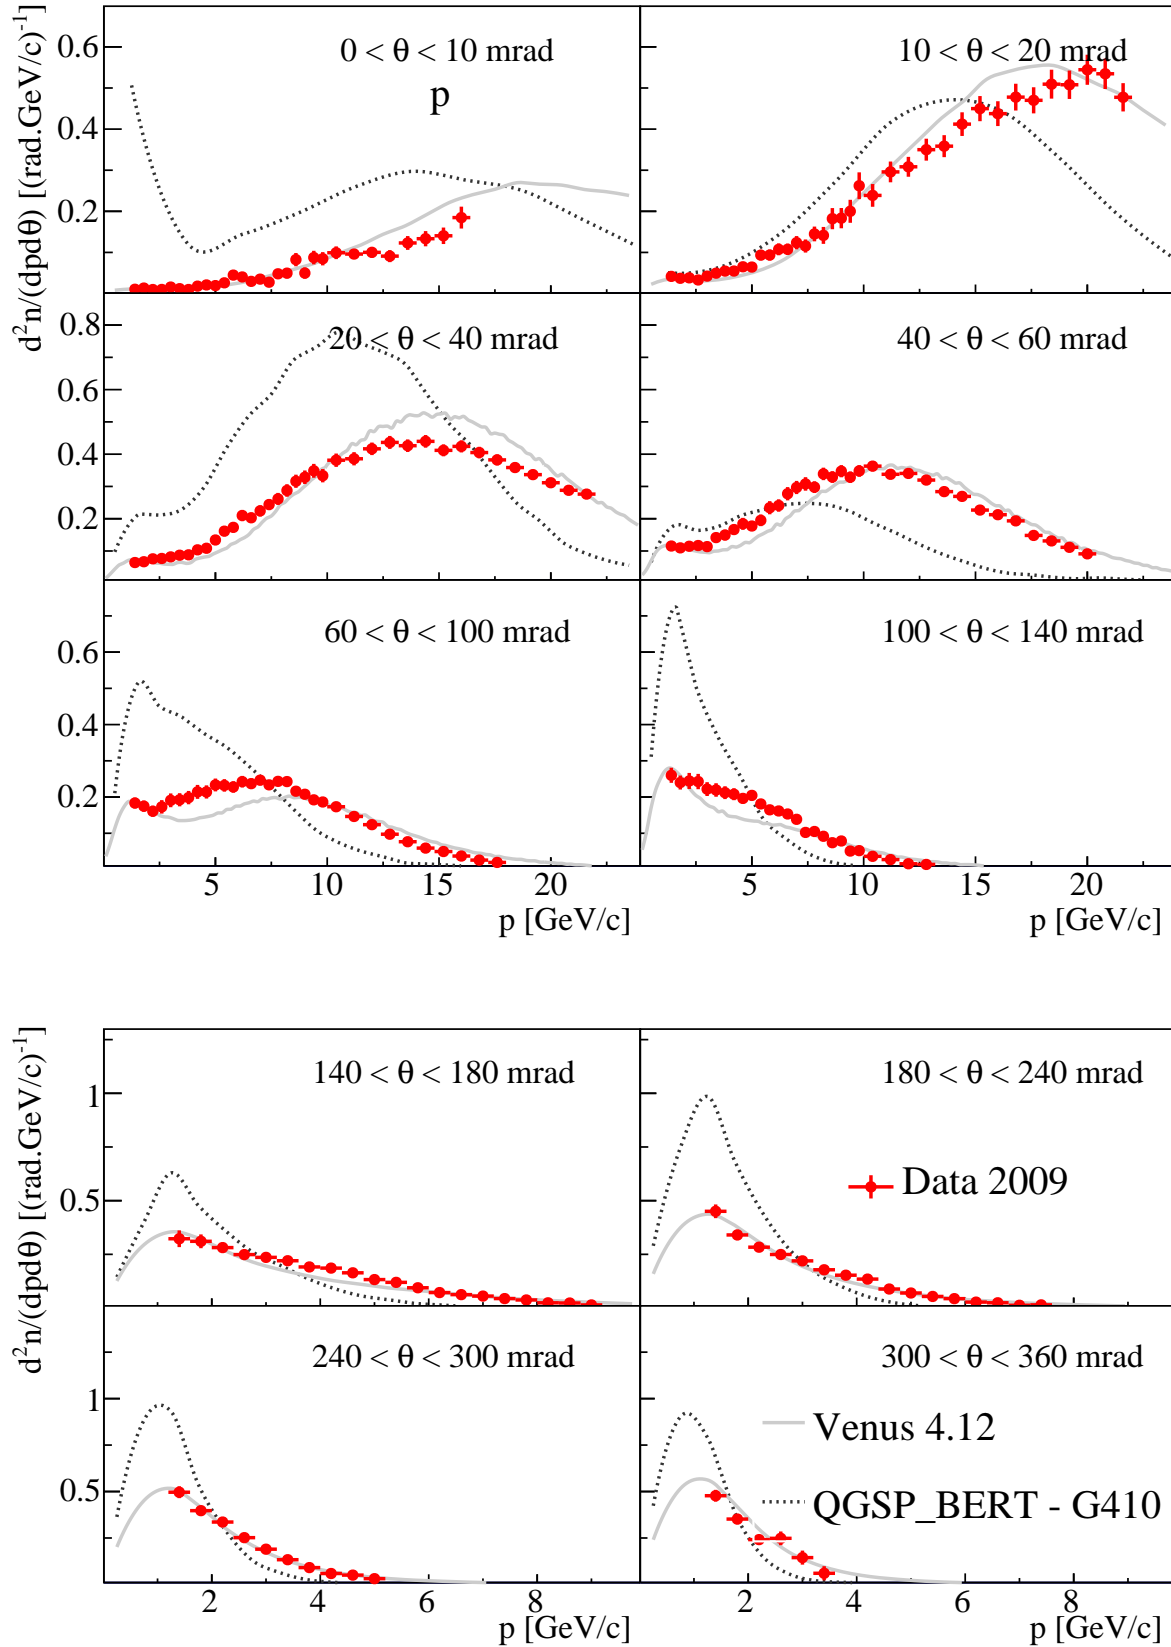 d²n/(dpdθ) [(rad.GeV/c)⁻¹]
0 < θ < 10 mrad
p
10 < θ < 20 mrad
0.6
0.4
0.2
20 < θ < 40 mrad
40 < θ < 60 mrad
0.8
0.6
0.4
0.2
60 < θ < 100 mrad
100 < θ < 140 mrad
0.6
0.4
0.2
5 10 15 20
5 10 15 20
p [GeV/c]
p [GeV/c]
d²n/(dpdθ) [(rad.GeV/c)⁻¹]
140 < θ < 180 mrad
180 < θ < 240 mrad
1
0.5
Data 2009
240 < θ < 300 mrad
300 < θ < 360 mrad
1
0.5
Venus 4.12
QGSP_BERT - G410
2 4 6 8
2 4 6 8
p [GeV/c]
p [GeV/c]